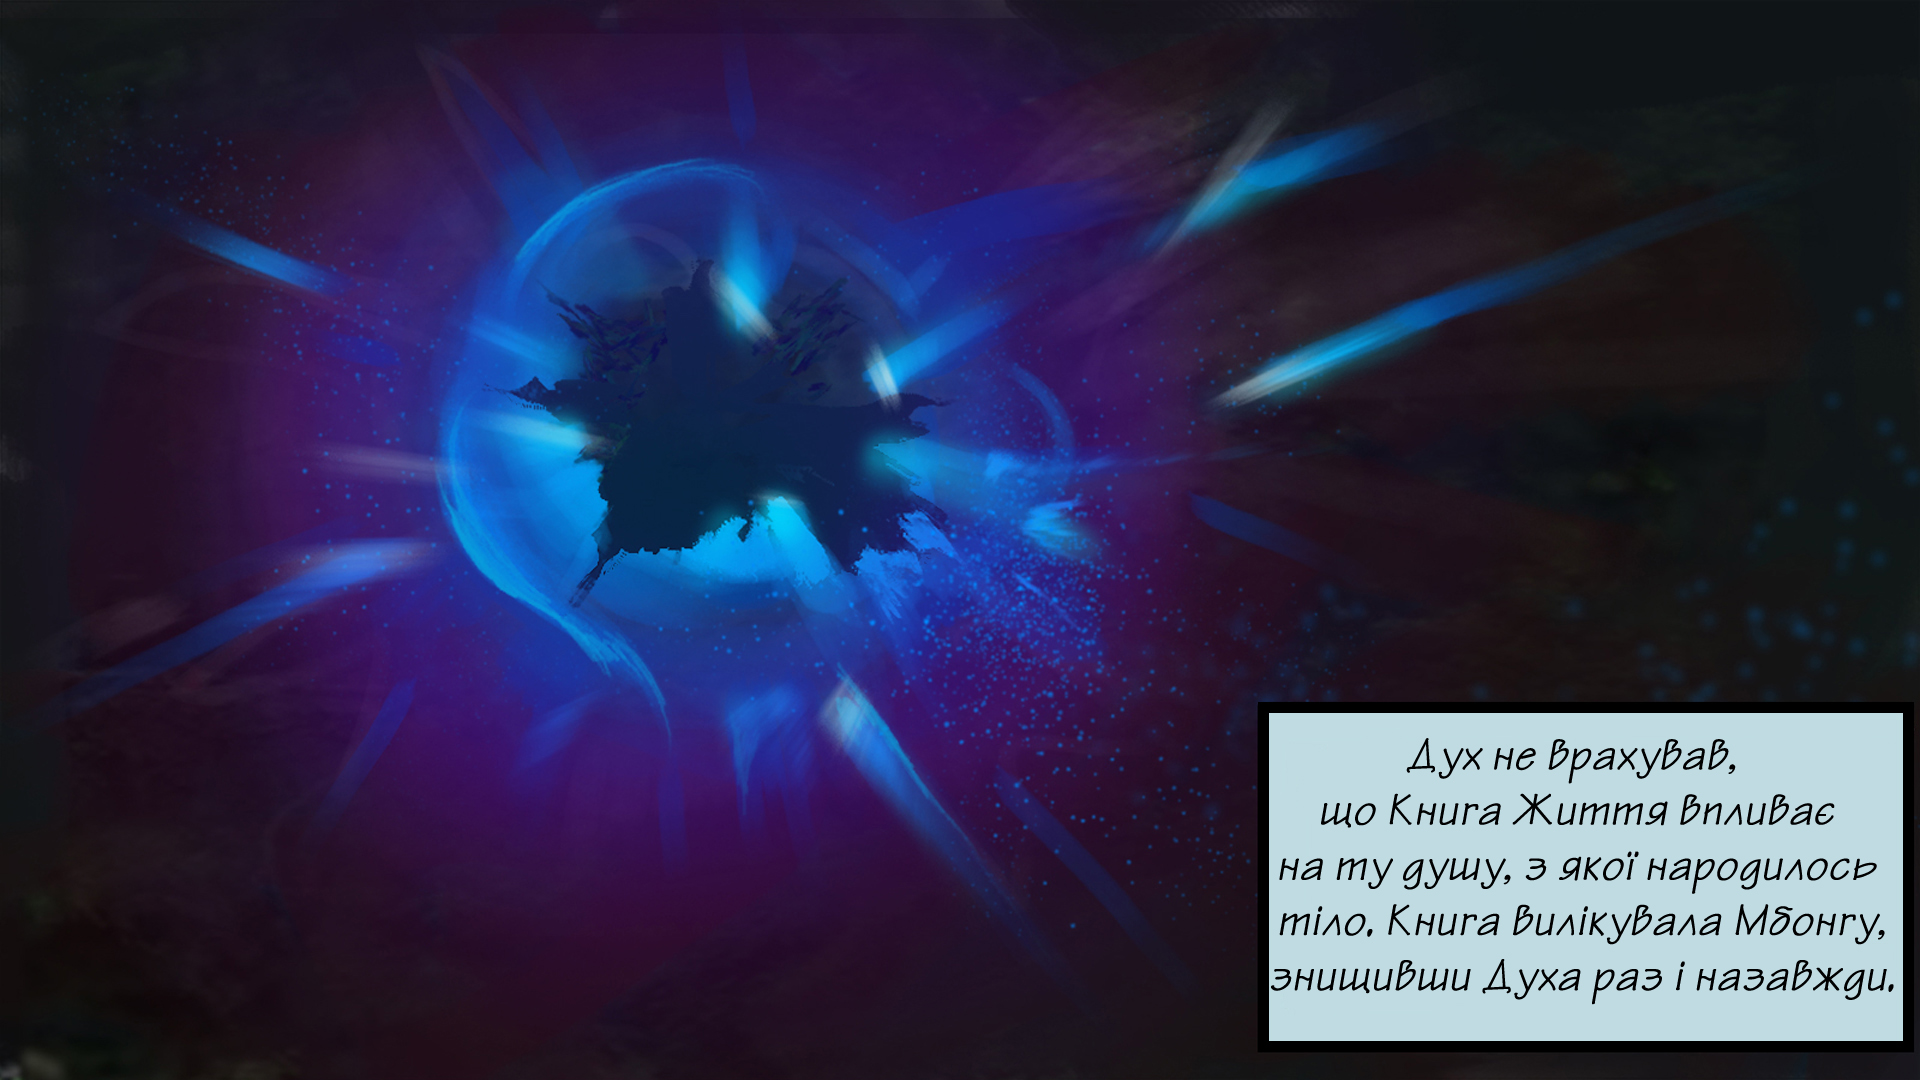 Дух не врахував,
що Книга Життя впливає
на ту душу, з якої народилось
тіло. Книга вилікувала Мбонгу,
знищивши Духа раз і назавжди.